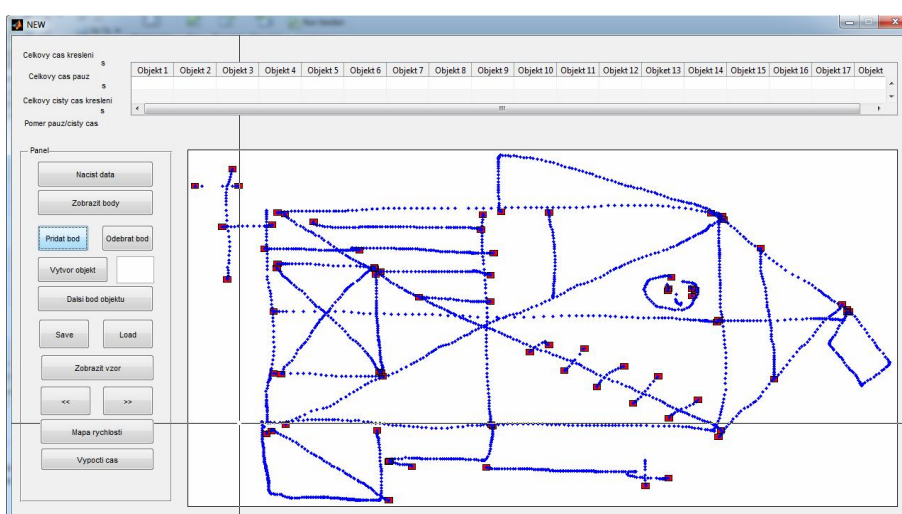 NEW
Celkovy cas kresleni
s
Celkovy cas pauz
s
Celkovy cisty cas kresleni
s
Pomer pauz/cisty cas
Objekt 1 Objekt 2 Objekt 3 Objekt 4 Objekt 5 Objekt 6 Objekt 7 Objekt 8 Objekt 9 Objekt 10 Objekt 11 Objekt 12 Objket 13 Objekt 14 Objekt 15 Objekt 16 Objekt 17 Objekt
Panel
Nacist data
Zobrazit body
Pridat bod Odebrat bod
Vytvor objekt
Dalsi bod objektu
Save Load
Zobrazit vzor
<< >>
Mapa rychlosti
Vypocti cas